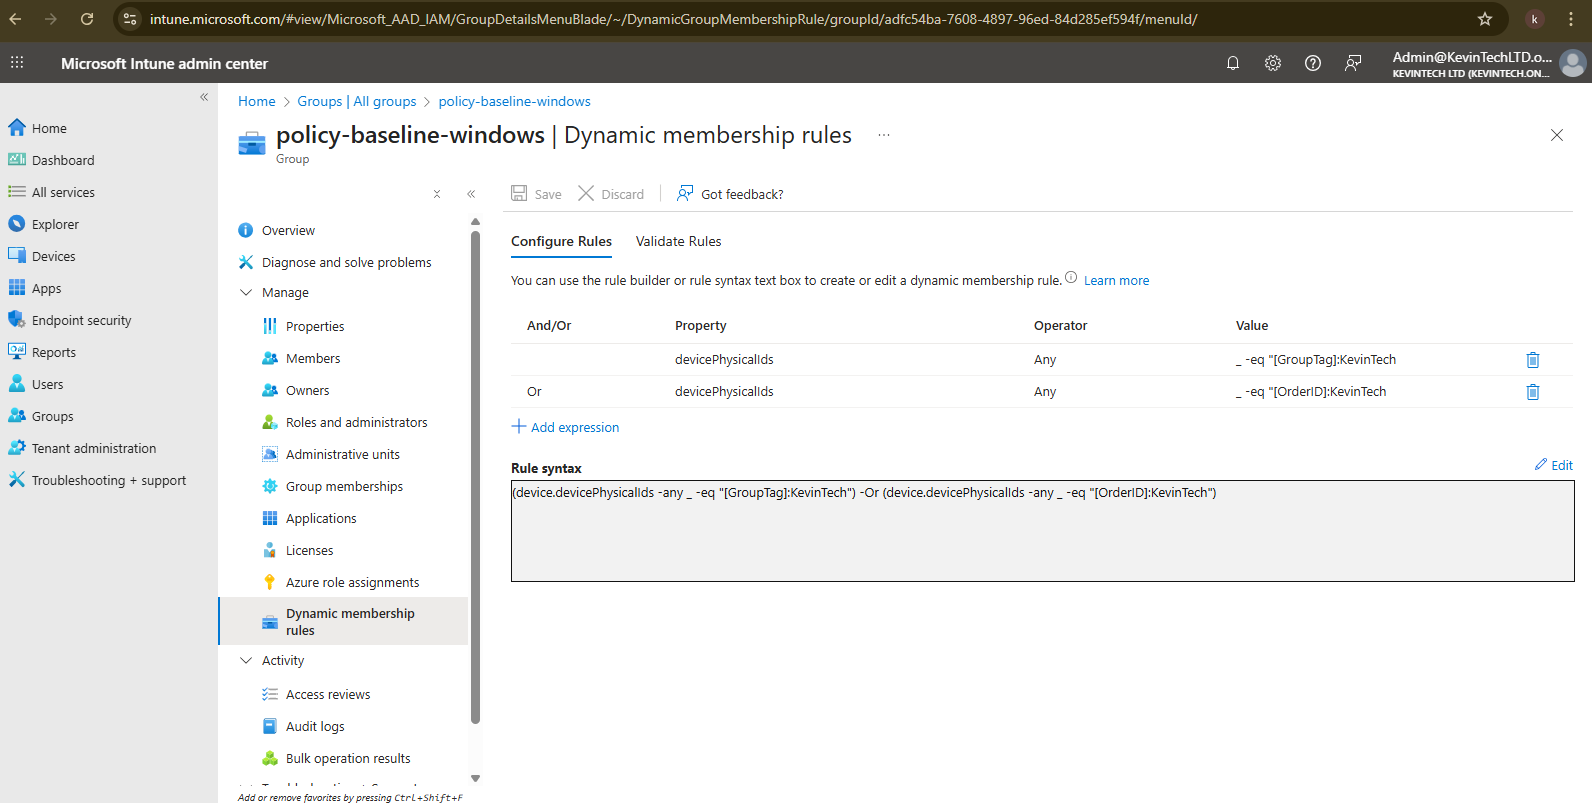 intune.microsoft.com/#view/Microsoft_AAD_IAM/GroupDetailsMenuBlade/~/DynamicGroupMembershipRule/groupId/adfc54ba-7608-4897-96ed-84d285ef594f/menuId/
k
Microsoft Intune admin center
Admin@KevinTechLTD.o...
KEVINTECH LTD (KEVINTECH.ON...
Home
Dashboard
All services
Explorer
Devices
Apps
Endpoint security
Reports
Users
Groups
Tenant administration
Troubleshooting + support
Home > Groups | All groups > policy-baseline-windows
policy-baseline-windows | Dynamic membership rules ...
Group
Overview
Diagnose and solve problems
Manage
Properties
Members
Owners
Roles and administrators
Administrative units
Group memberships
Applications
Licenses
Azure role assignments
Dynamic membership
rules
Activity
Access reviews
Audit logs
Bulk operation results
Add or remove favorites by pressing Ctrl+Shift+F
Save Discard Got feedback?
Configure Rules Validate Rules
You can use the rule builder or rule syntax text box to create or edit a dynamic membership rule. Learn more
And/Or Property Operator Value
devicePhysicalIds Any _ -eq "[GroupTag]:KevinTech
Or devicePhysicalIds Any _ -eq "[OrderID]:KevinTech
Add expression
Rule syntax Edit
(device.devicePhysicalIds -any _ -eq "[GroupTag]:KevinTech") -Or (device.devicePhysicalIds -any _ -eq "[OrderID]:KevinTech")